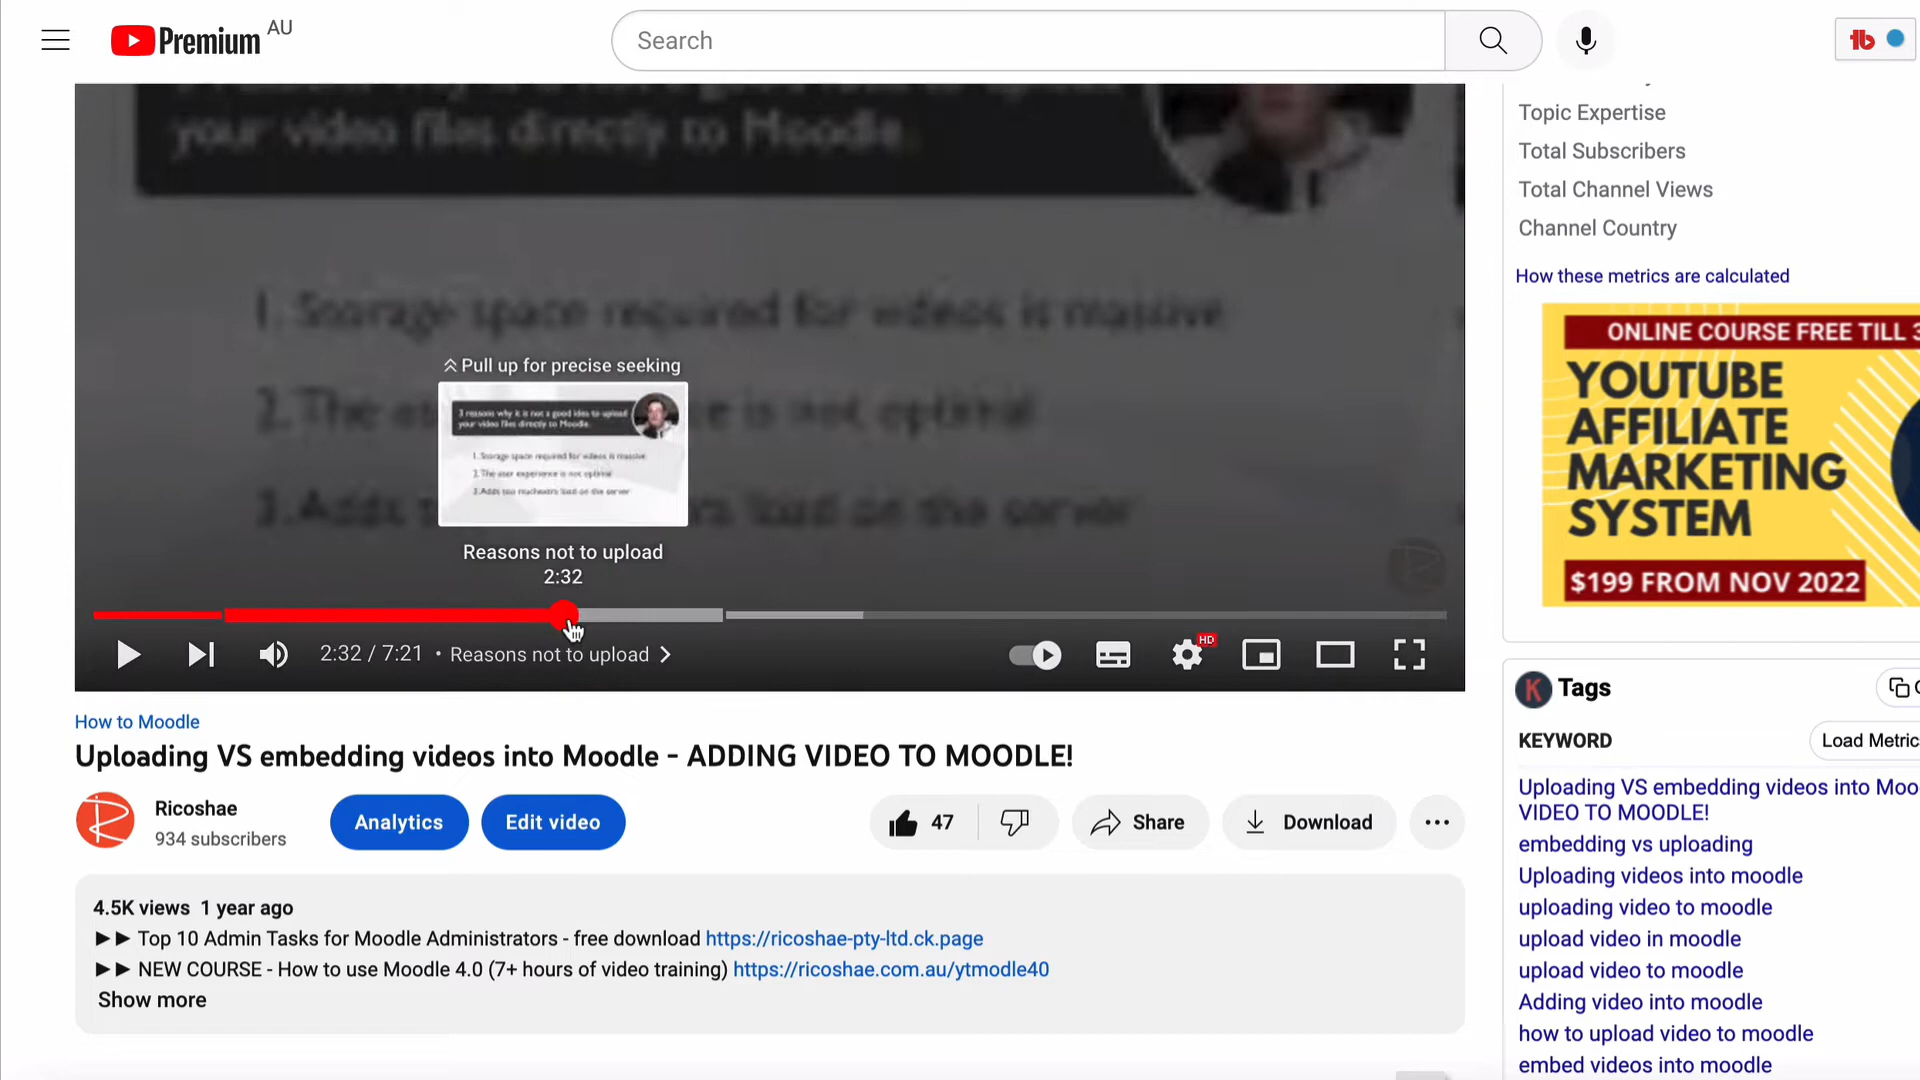 Premium AU
Search
your video files directly to Moodle.
1. Storage space required for videos is massive
2. The
is not optimal
3. Adds
load on the server
Pull up for precise seeking
3 reasons why it is not a good idea to upload
your video files directly to Moodle.
1. Storage space required for videos is massive
2. The user experience is not optimal
3. Adds too much extra load on the server
Reasons not to upload
2:32
2:32 / 7:21 • Reasons not to upload
HD
How to Moodle
Uploading VS embedding videos into Moodle - ADDING VIDEO TO MOODLE!
Ricoshae
934 subscribers
Analytics
Edit video
47
Share
Download
4.5K views 1 year ago
►► Top 10 Admin Tasks for Moodle Administrators - free download https://ricoshae-pty-ltd.ck.page
►► NEW COURSE - How to use Moodle 4.0 (7+ hours of video training) https://ricoshae.com.au/ytmodle40
Show more
Topic Expertise
Total Subscribers
Total Channel Views
Channel Country
How these metrics are calculated
ONLINE COURSE FREE TILL 3
YOUTUBE
AFFILIATE
MARKETING
SYSTEM
$199 FROM NOV 2022
K Tags
KEYWORD
Load Metric
Uploading VS embedding videos into Moo
VIDEO TO MOODLE!
embedding vs uploading
Uploading videos into moodle
uploading video to moodle
upload video in moodle
upload video to moodle
Adding video into moodle
how to upload video to moodle
embed videos into moodle